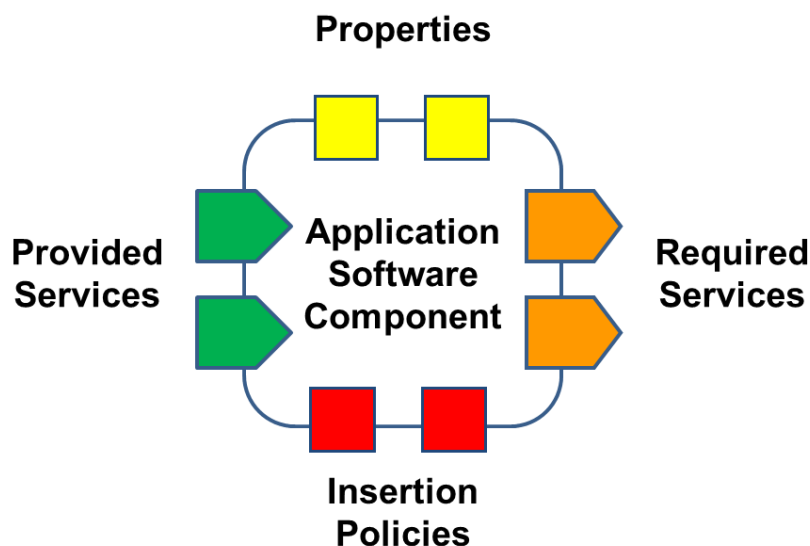 Properties
Provided
Services
Application
Software
Component
Required
Services
Insertion
Policies